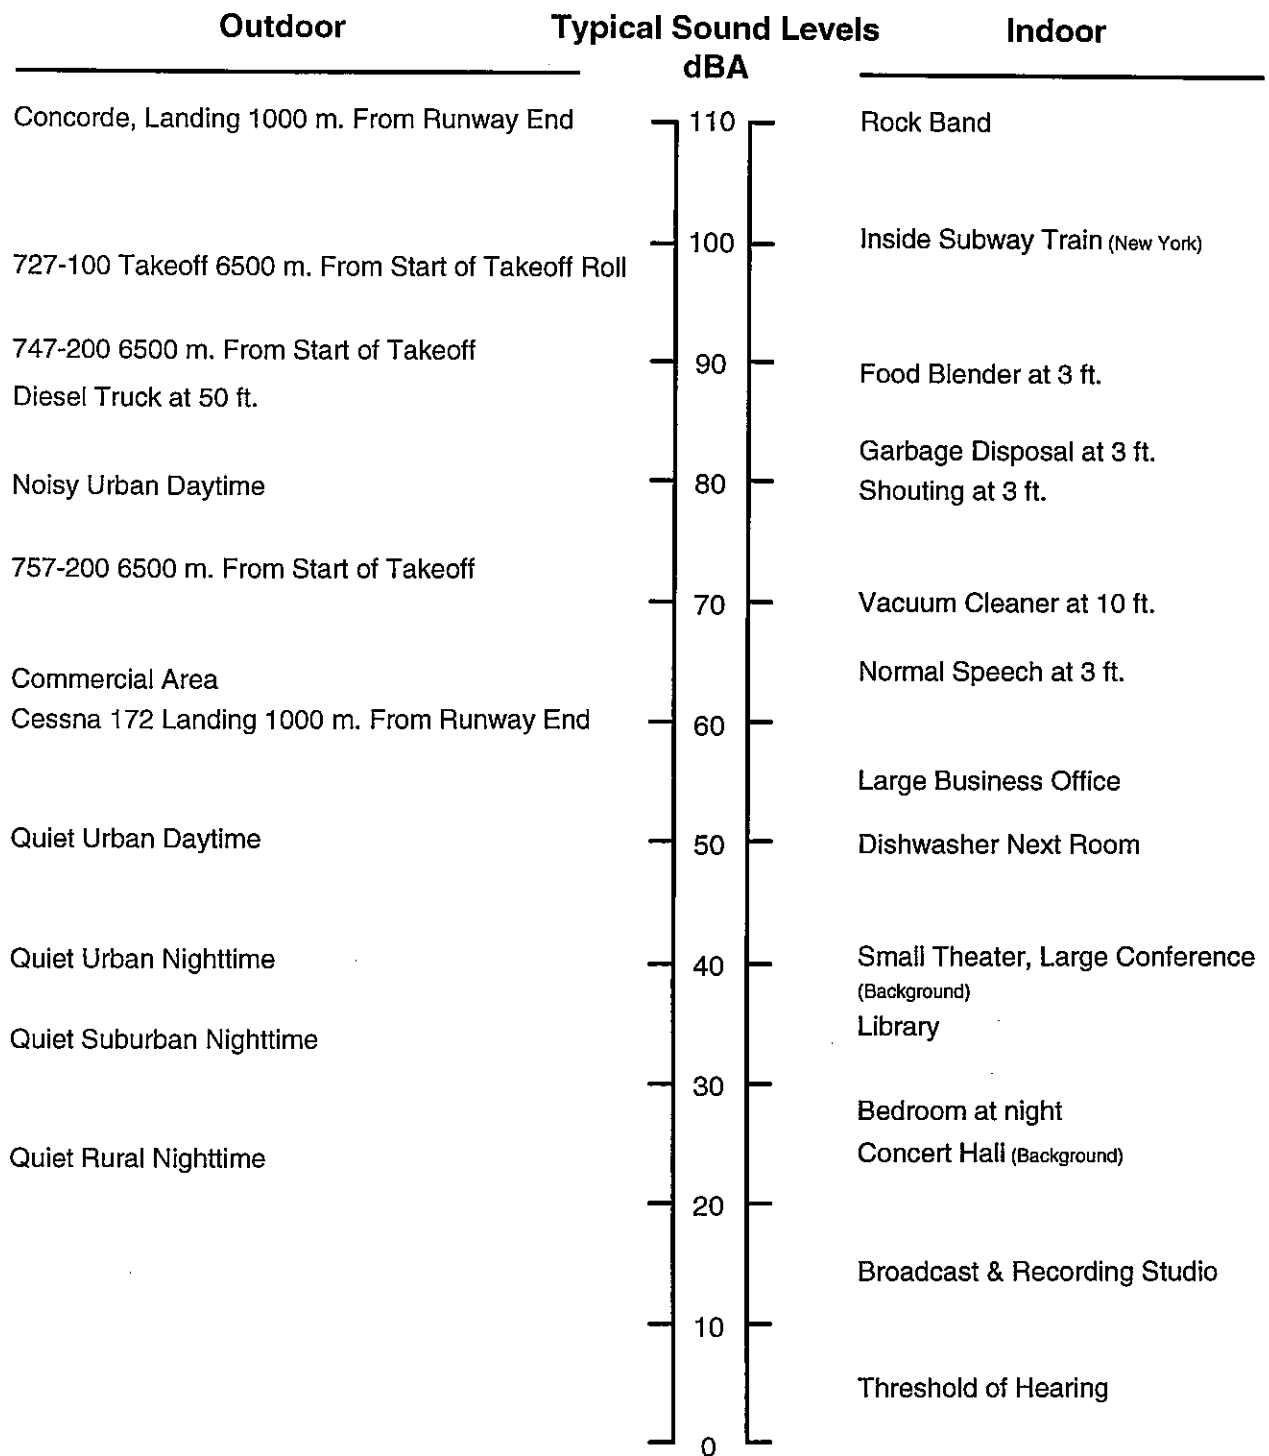 Outdoor
Typical Sound Levels
dBA
Indoor
Concorde, Landing 1000 m. From Runway End
110
Rock Band
100
Inside Subway Train (New York)
727-100 Takeoff 6500 m. From Start of Takeoff Roll
747-200 6500 m. From Start of Takeoff
90
Food Blender at 3 ft.
Diesel Truck at 50 ft.
Garbage Disposal at 3 ft.
Noisy Urban Daytime
80
Shouting at 3 ft.
757-200 6500 m. From Start of Takeoff
70
Vacuum Cleaner at 10 ft.
Commercial Area
Normal Speech at 3 ft.
Cessna 172 Landing 1000 m. From Runway End
60
Large Business Office
Quiet Urban Daytime
50
Dishwasher Next Room
Quiet Urban Nighttime
40
Small Theater, Large Conference
(Background)
Library
Quiet Suburban Nighttime
30
Bedroom at night
Quiet Rural Nighttime
Concert Hall (Background)
20
Broadcast & Recording Studio
10
Threshold of Hearing
0